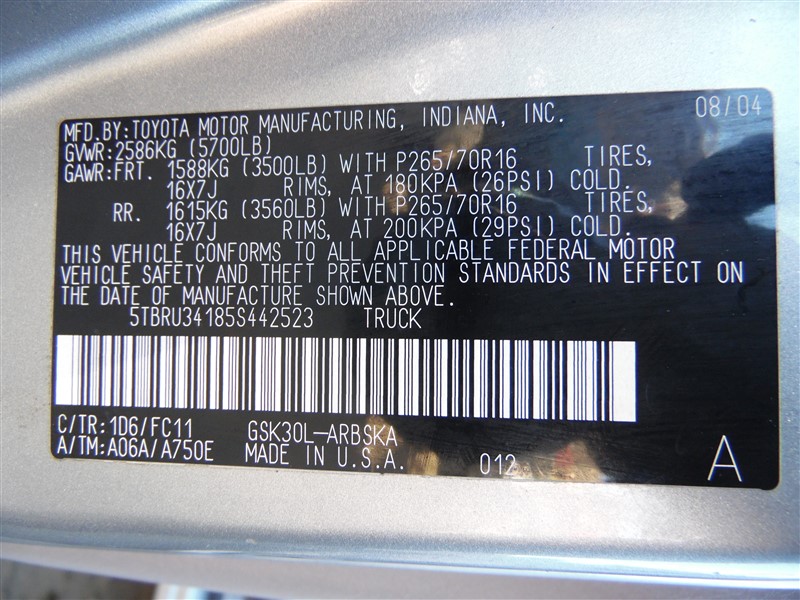 08/04
MFD.BY:TOYOTA MOTOR MANUFACTURING, INDIANA, INC.
GVWR:2586KG (5700LB)
GAWR:FRT. 1588KG (3500LB) WITH P265/70R16 TIRES,
16X7J RIMS, AT 180KPA (26PSI) COLD.
RR. 1615KG (3560LB) WITH P265/70R16 TIRES,
16X7J RIMS, AT 200KPA (29PSI) COLD.
THIS VEHICLE CONFORMS TO ALL APPLICABLE FEDERAL MOTOR
VEHICLE SAFETY AND THEFT PREVENTION STANDARDS IN EFFECT ON
THE DATE OF MANUFACTURE SHOWN ABOVE.
5TBRU34185S442523 TRUCK
C/TR:1D6/FC11 GSK30L-ARBSKA
A/TM:A06A/A750E MADE IN U.S.A. 012 A